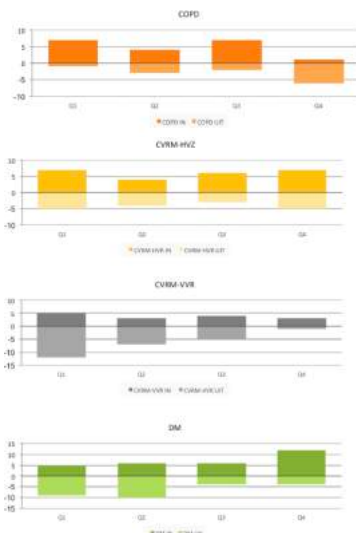 COPD
10
5
0
-5
-10
Q1 Q2 Q3 Q4
COPD IN COPD UIT
CVRM-HVZ
10
5
0
-5
-10
Q1 Q2 Q3 Q4
CVRM-HVR IN CVRM-HVR UIT
CVRM-VVR
10
5
0
-5
-10
-15
Q1 Q2 Q3 Q4
CVRM-VVR IN CVRM-VVR UIT
DM
15
10
5
0
-5
-10
-15
Q1 Q2 Q3 Q4